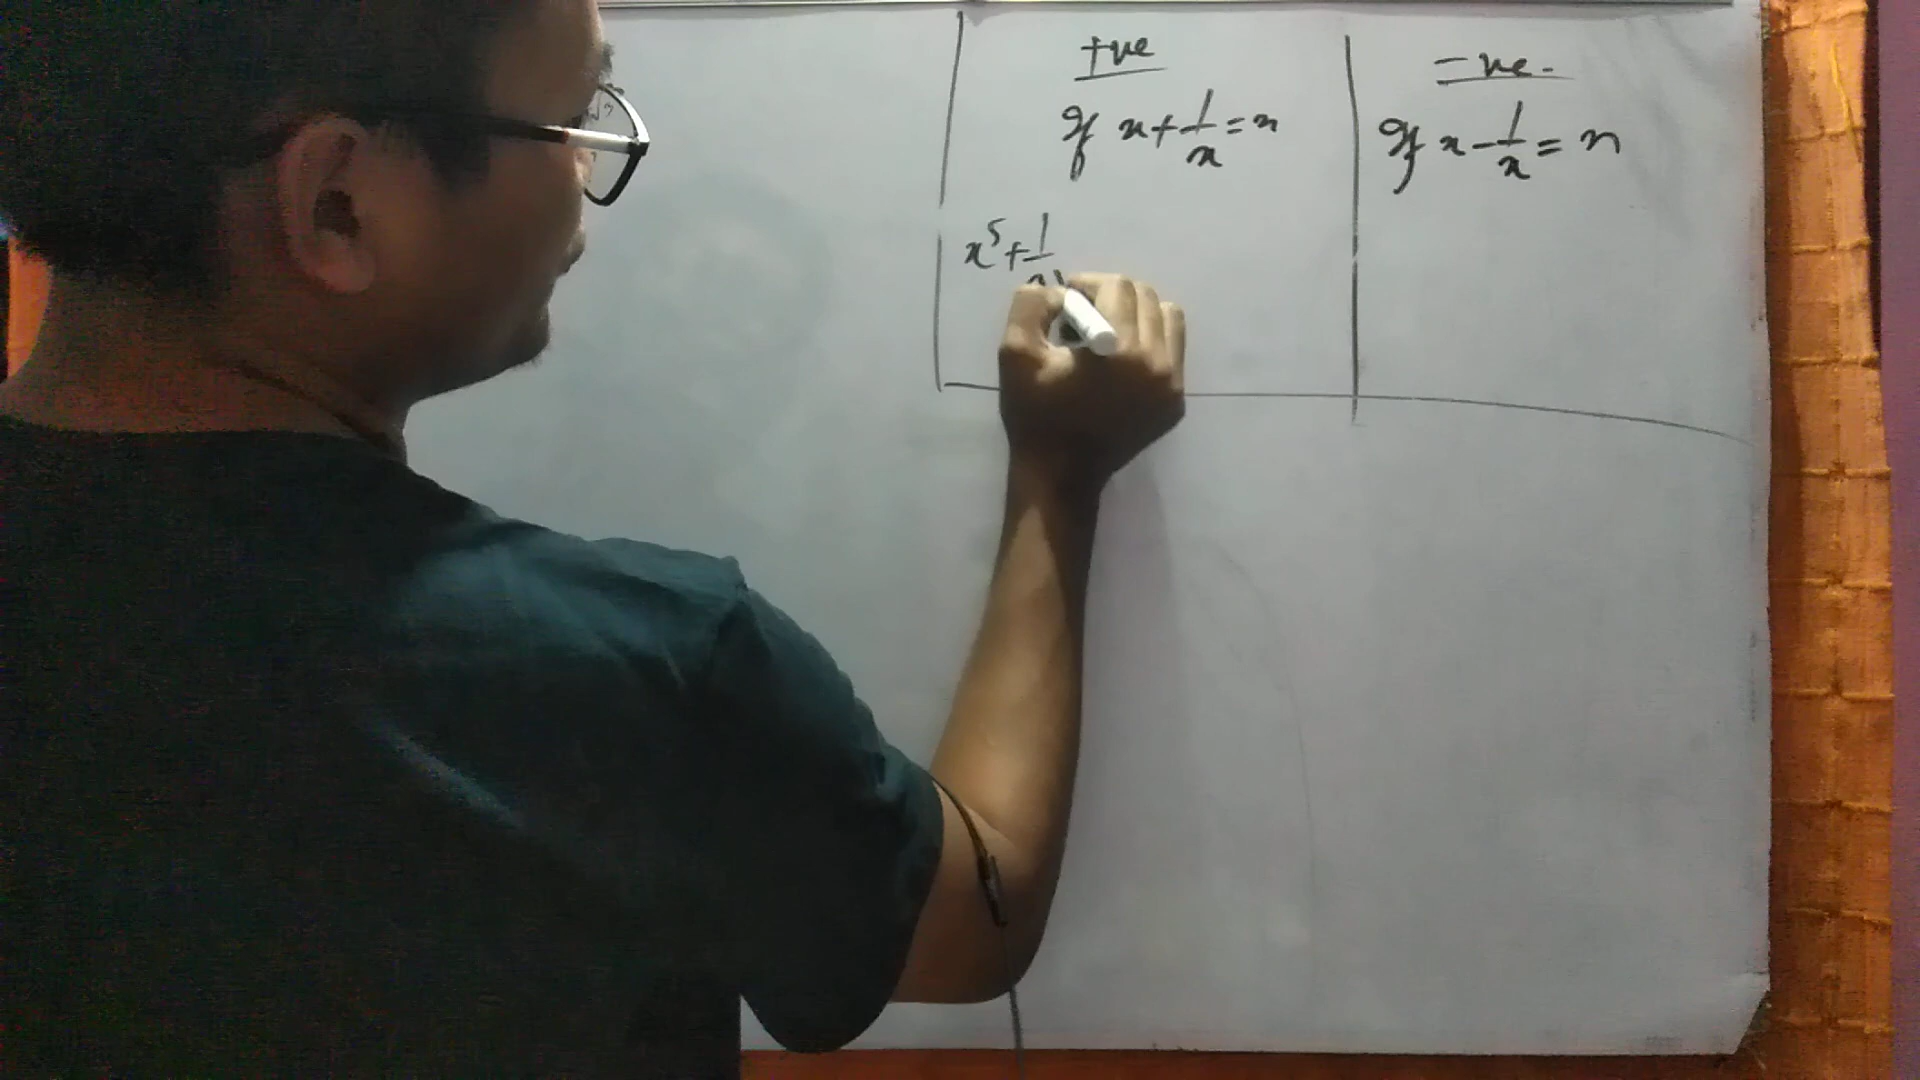 +ve
If x+1/x=n
x⁵+1/x
-ve.
If x-1/x=n